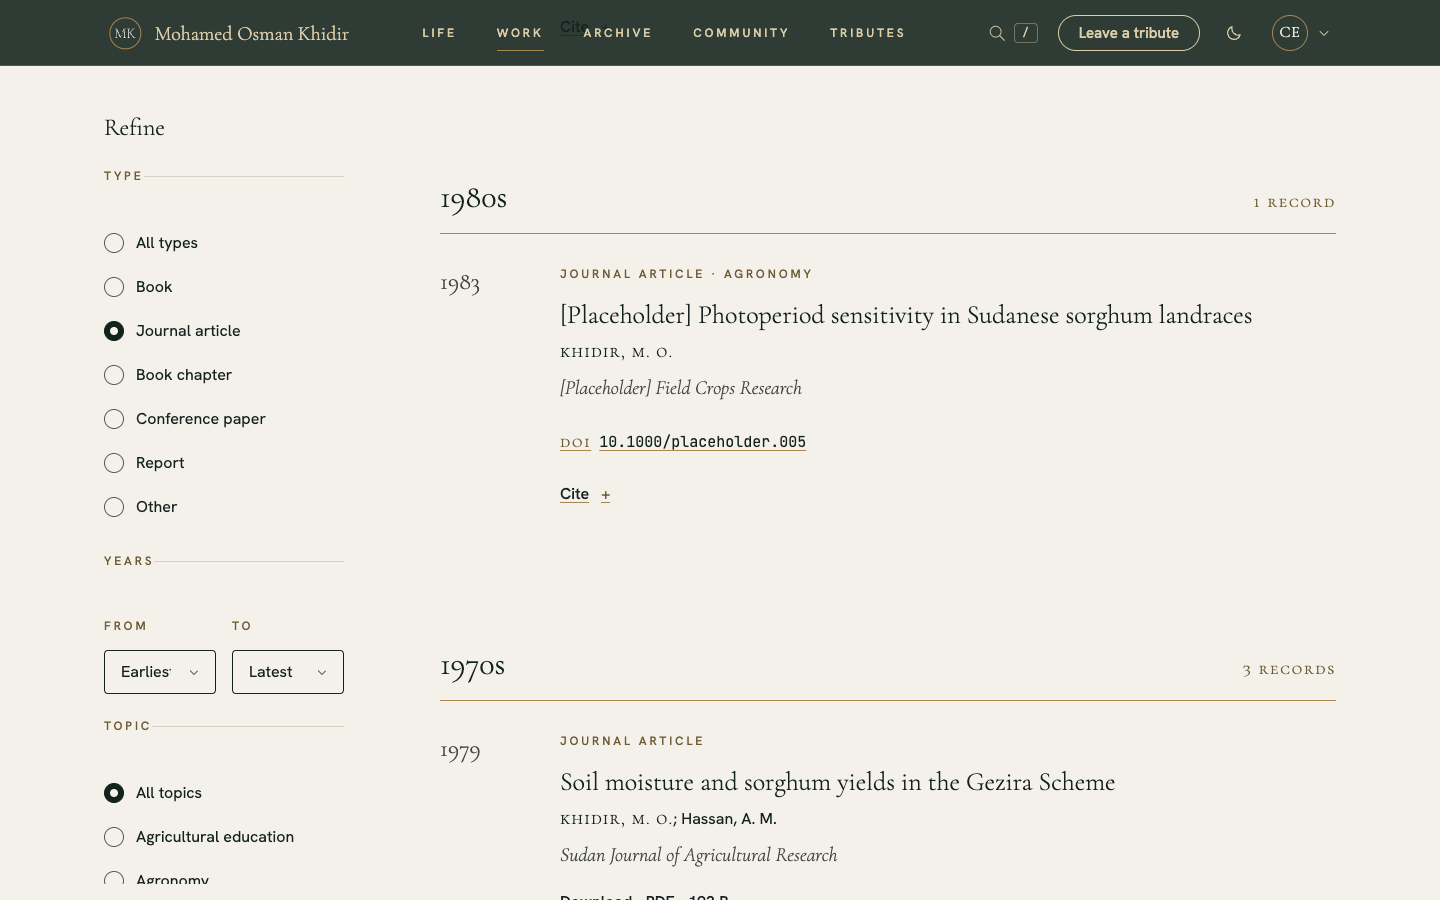 MK Mohamed Osman Khidir LIFE WORK ARCHIVE COMMUNITY TRIBUTES / Leave a tribute CE
Cite
Refine
TYPE
All types
Book
Journal article
Book chapter
Conference paper
Report
Other
YEARS
FROM TO
Earliest Latest
TOPIC
All topics
Agricultural education
Agronomy
1980s 1 RECORD
1983
JOURNAL ARTICLE · AGRONOMY
[Placeholder] Photoperiod sensitivity in Sudanese sorghum landraces
KHIDIR, M. O.
[Placeholder] Field Crops Research
DOI 10.1000/placeholder.005
Cite +
1970s 3 RECORDS
1979
JOURNAL ARTICLE
Soil moisture and sorghum yields in the Gezira Scheme
KHIDIR, M. O.; Hassan, A. M.
Sudan Journal of Agricultural Research